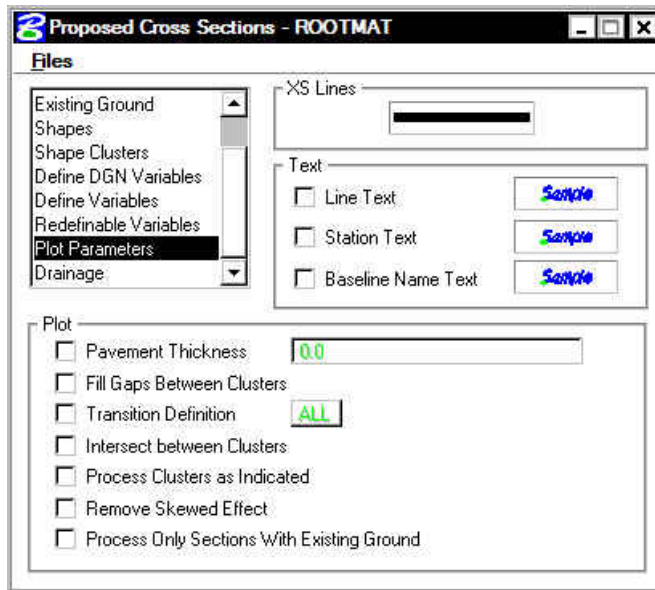 Proposed Cross Sections - ROOTMAT
Files
Existing Ground
Shapes
Shape Clusters
Define DGN Variables
Define Variables
Redefinable Variables
Plot Parameters
Drainage
XS Lines
Text
Line Text Sample
Station Text Sample
Baseline Name Text Sample
Plot
Pavement Thickness 0.0
Fill Gaps Between Clusters
Transition Definition ALL
Intersect between Clusters
Process Clusters as Indicated
Remove Skewed Effect
Process Only Sections With Existing Ground